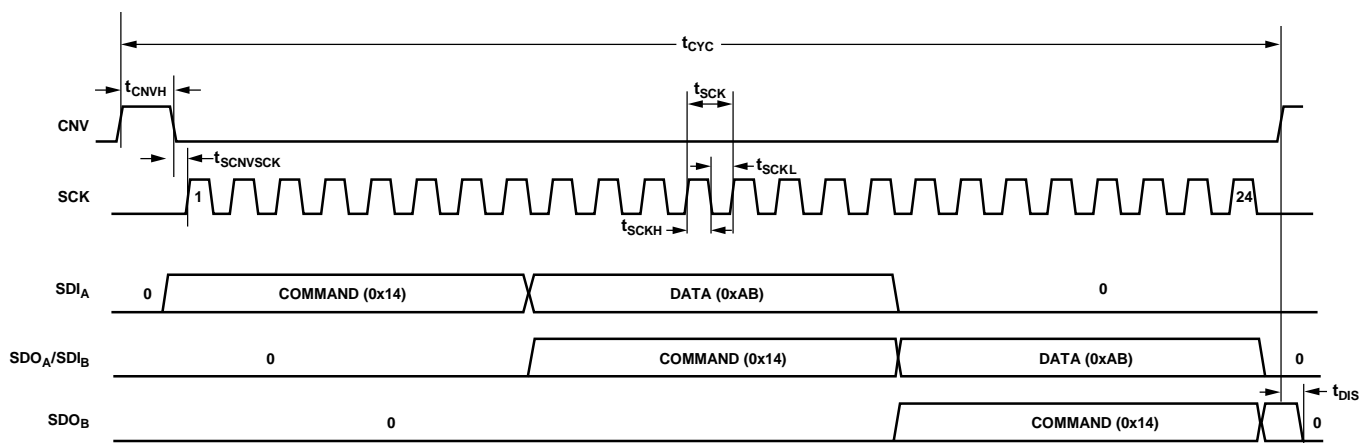 tCYC
tCNVH
tSCK
CNV
tSCNVSCK
tSCKL
SCK
1
24
tSCKH
SDIA
0
COMMAND (0x14)
DATA (0xAB)
0
SDOA/SDIB
0
COMMAND (0x14)
DATA (0xAB)
0
tDIS
SDOB
0
COMMAND (0x14)
0